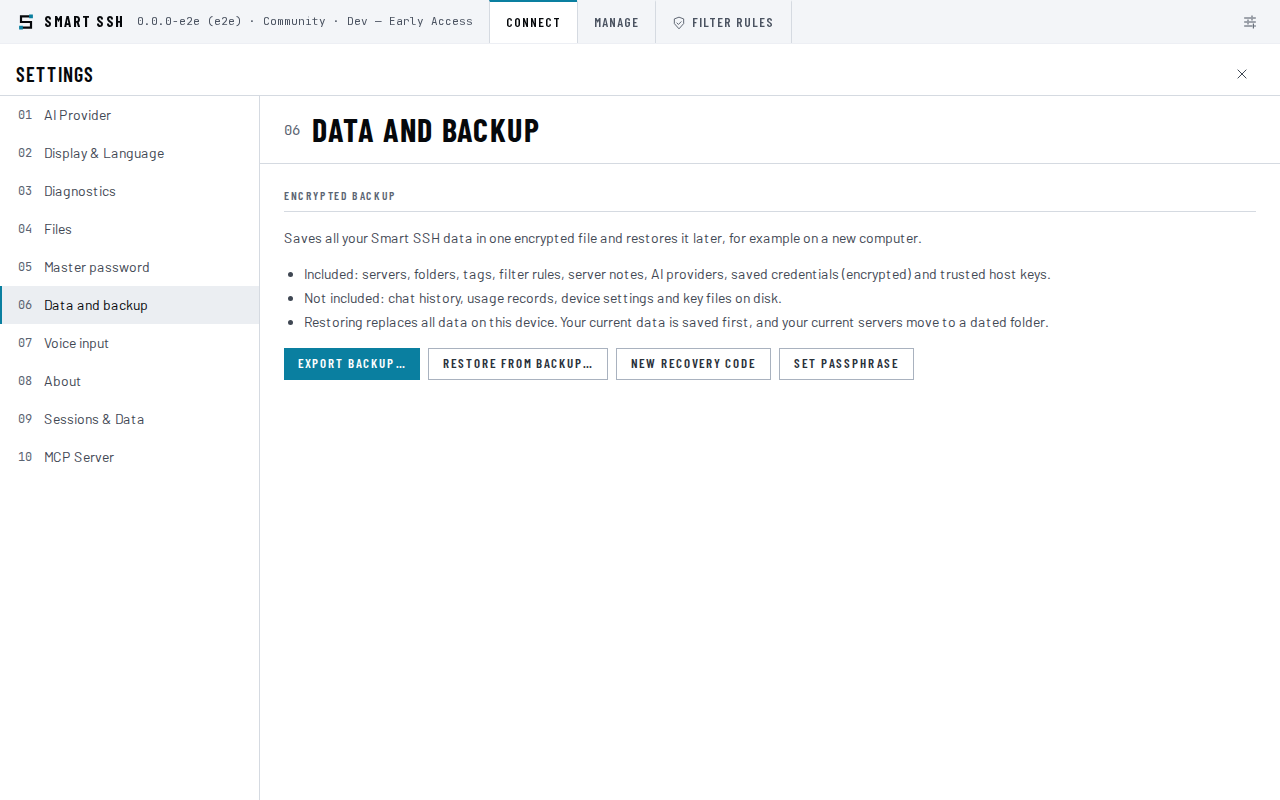 SMART SSH 0.0.0-e2e (e2e) · Community · Dev — Early Access CONNECT MANAGE FILTER RULES
SETTINGS
01 AI Provider
02 Display & Language
03 Diagnostics
04 Files
05 Master password
06 Data and backup
07 Voice input
08 About
09 Sessions & Data
10 MCP Server
06 DATA AND BACKUP
ENCRYPTED BACKUP
Saves all your Smart SSH data in one encrypted file and restores it later, for example on a new computer.
• Included: servers, folders, tags, filter rules, server notes, AI providers, saved credentials (encrypted) and trusted host keys.
• Not included: chat history, usage records, device settings and key files on disk.
• Restoring replaces all data on this device. Your current data is saved first, and your current servers move to a dated folder.
EXPORT BACKUP… RESTORE FROM BACKUP… NEW RECOVERY CODE SET PASSPHRASE